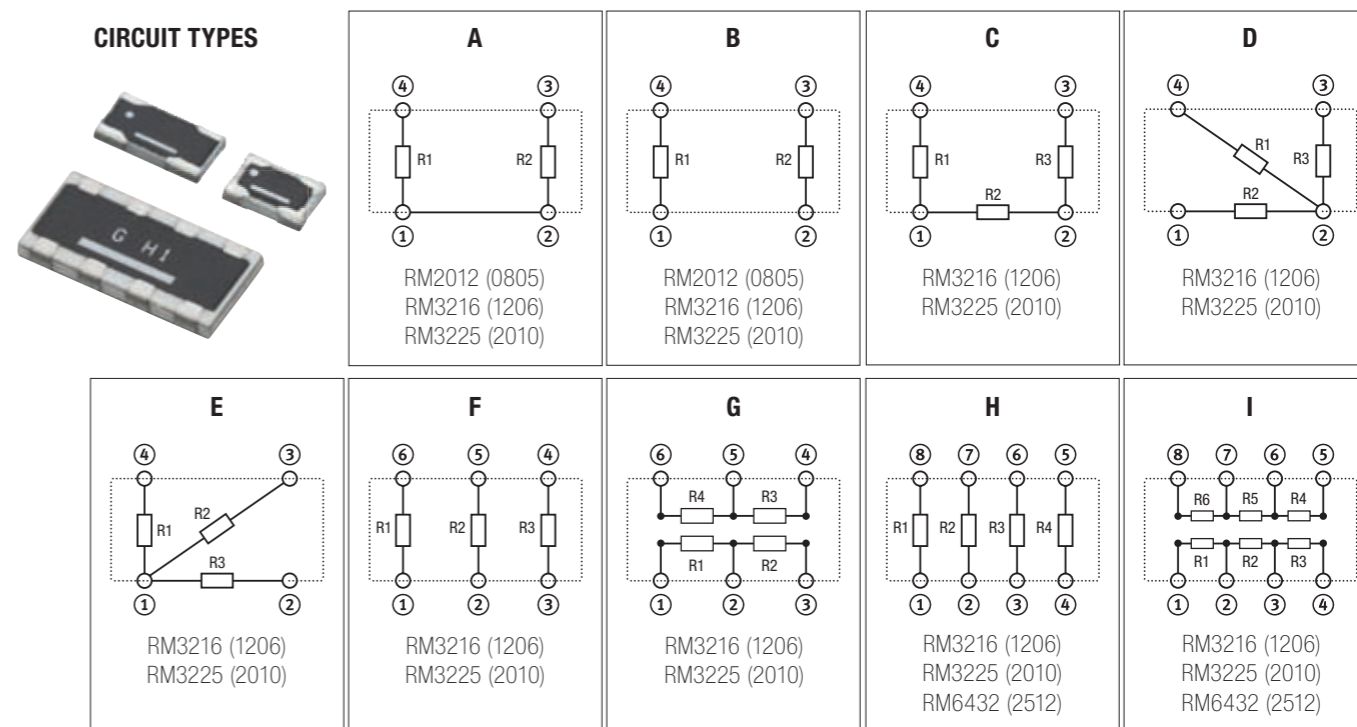 CIRCUIT TYPES
G H1
A
4 3
R1 R2
1 2
RM2012 (0805)
RM3216 (1206)
RM3225 (2010)
B
4 3
R1 R2
1 2
RM2012 (0805)
RM3216 (1206)
RM3225 (2010)
C
4 3
R1 R3
R2
1 2
RM3216 (1206)
RM3225 (2010)
D
4 3
R1 R3
R2
1 2
RM3216 (1206)
RM3225 (2010)
E
4 3
R1 R2
R3
1 2
RM3216 (1206)
RM3225 (2010)
F
6 5 4
R1 R2 R3
1 2 3
RM3216 (1206)
RM3225 (2010)
G
6 5 4
R4 R3
R1 R2
1 2 3
RM3216 (1206)
RM3225 (2010)
H
8 7 6 5
R1 R2 R3 R4
1 2 3 4
RM3216 (1206)
RM3225 (2010)
RM6432 (2512)
I
8 7 6 5
R6 R5 R4
R1 R2 R3
1 2 3 4
RM3216 (1206)
RM3225 (2010)
RM6432 (2512)